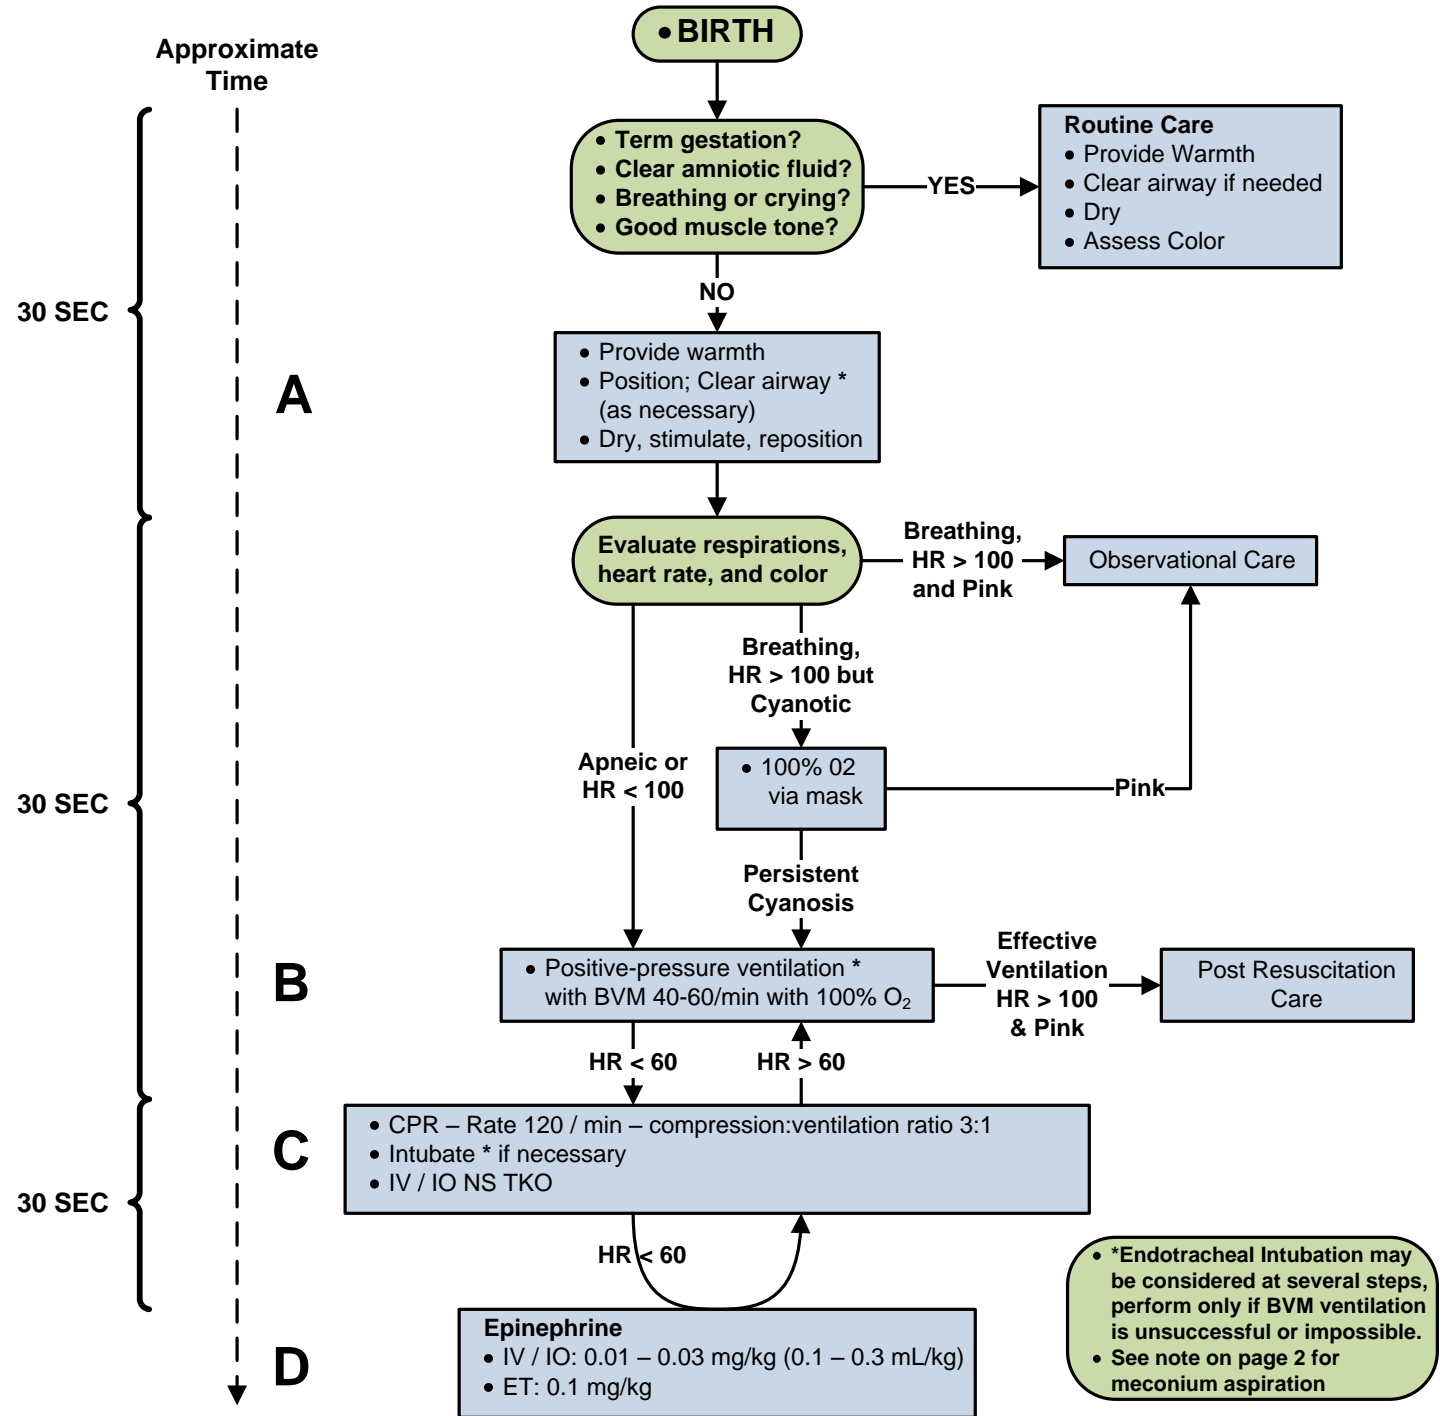 • BIRTH
Approximate
Time
• Term gestation?
• Clear amniotic fluid?
• Breathing or crying?
• Good muscle tone?
YES
Routine Care
• Provide Warmth
• Clear airway if needed
• Dry
• Assess Color
NO
30 SEC
A
• Provide warmth
• Position; Clear airway *
(as necessary)
• Dry, stimulate, reposition
Evaluate respirations,
heart rate, and color
Breathing,
HR > 100
and Pink
Observational Care
Breathing,
HR > 100 but
Cyanotic
Apneic or
HR < 100
• 100% 02
via mask
Pink
30 SEC
Persistent
Cyanosis
B
• Positive-pressure ventilation *
with BVM 40-60/min with 100% O₂
Effective
Ventilation
HR > 100
& Pink
Post Resuscitation
Care
HR < 60
HR > 60
C
• CPR – Rate 120 / min – compression:ventilation ratio 3:1
• Intubate * if necessary
• IV / IO NS TKO
30 SEC
HR < 60
D
Epinephrine
• IV / IO: 0.01 – 0.03 mg/kg (0.1 – 0.3 mL/kg)
• ET: 0.1 mg/kg
• *Endotracheal Intubation may
be considered at several steps,
perform only if BVM ventilation
is unsuccessful or impossible.
• See note on page 2 for
meconium aspiration